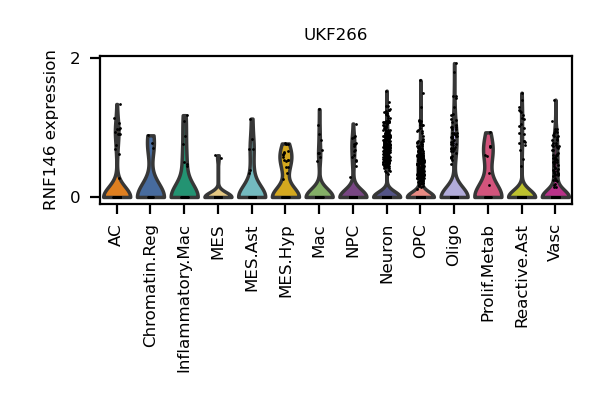 UKF266
RNF146 expression
2
0
AC
Chromatin.Reg
Inflammatory.Mac
MES
MES.Ast
MES.Hyp
Mac
NPC
Neuron
OPC
Oligo
Prolif.Metab
Reactive.Ast
Vasc